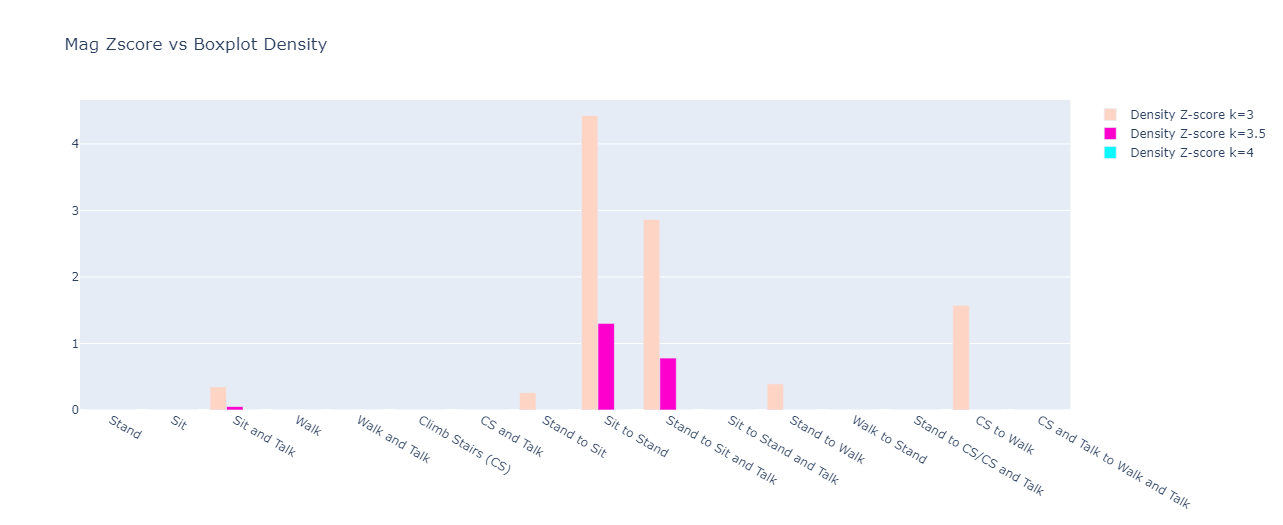 Mag Zscore vs Boxplot Density
Density Z-score k=3
Density Z-score k=3.5
Density Z-score k=4
4
3
2
1
0
Stand
Sit
Sit and Talk
Walk
Walk and Talk
Climb Stairs (CS)
CS and Talk
Stand to Sit
Sit to Stand
Stand to Sit and Talk
Sit to Stand and Talk
Stand to Walk
Walk to Stand
Stand to CS/CS and Talk
CS to Walk
CS and Talk to Walk and Talk